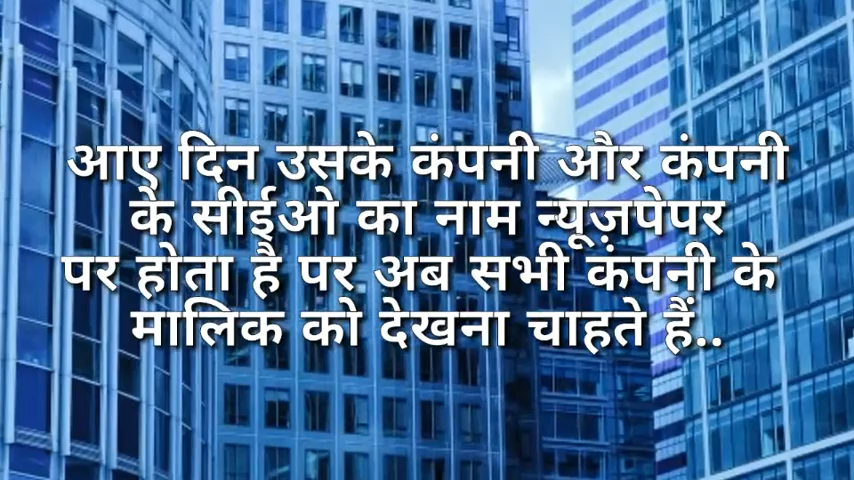 आए दिन उसके कंपनी और कंपनी
के सीईओ का नाम न्यूज़पेपर
पर होता है पर अब सभी कंपनी के
मालिक को देखना चाहते हैं..